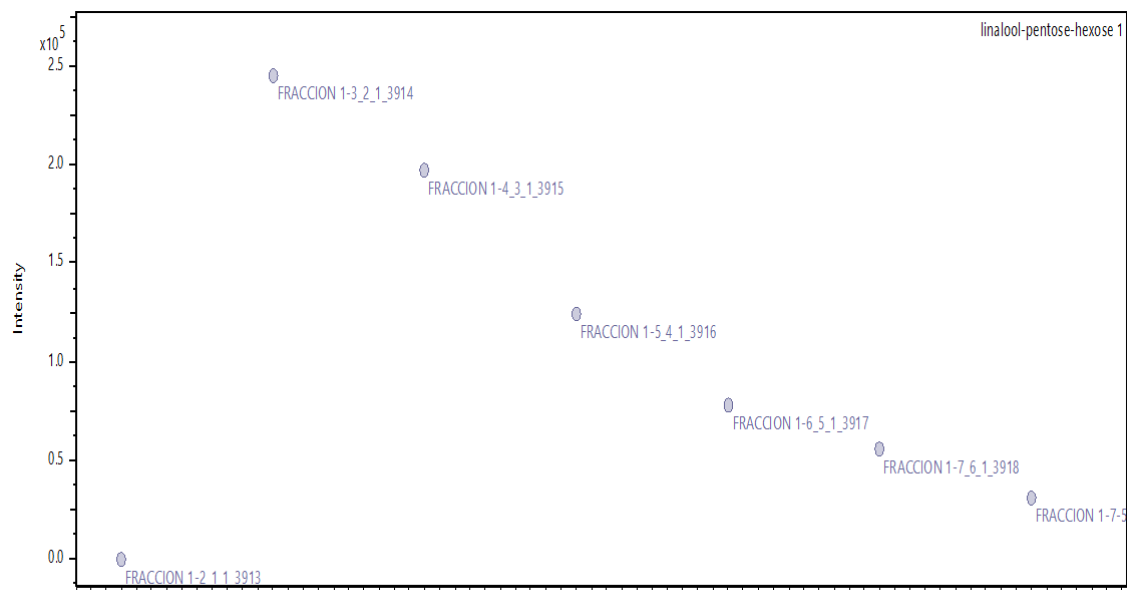 linalool-pentose-hexose 1
x10^5
2.5
FRACCION 1-3_2_1_3914
2.0
FRACCION 1-4_3_1_3915
1.5
Intensity
FRACCION 1-5_4_1_3916
1.0
FRACCION 1-6_5_1_3917
0.5
FRACCION 1-7_6_1_3918
FRACCION 1-7-5
0.0
FRACCION 1-2_1_1_3913